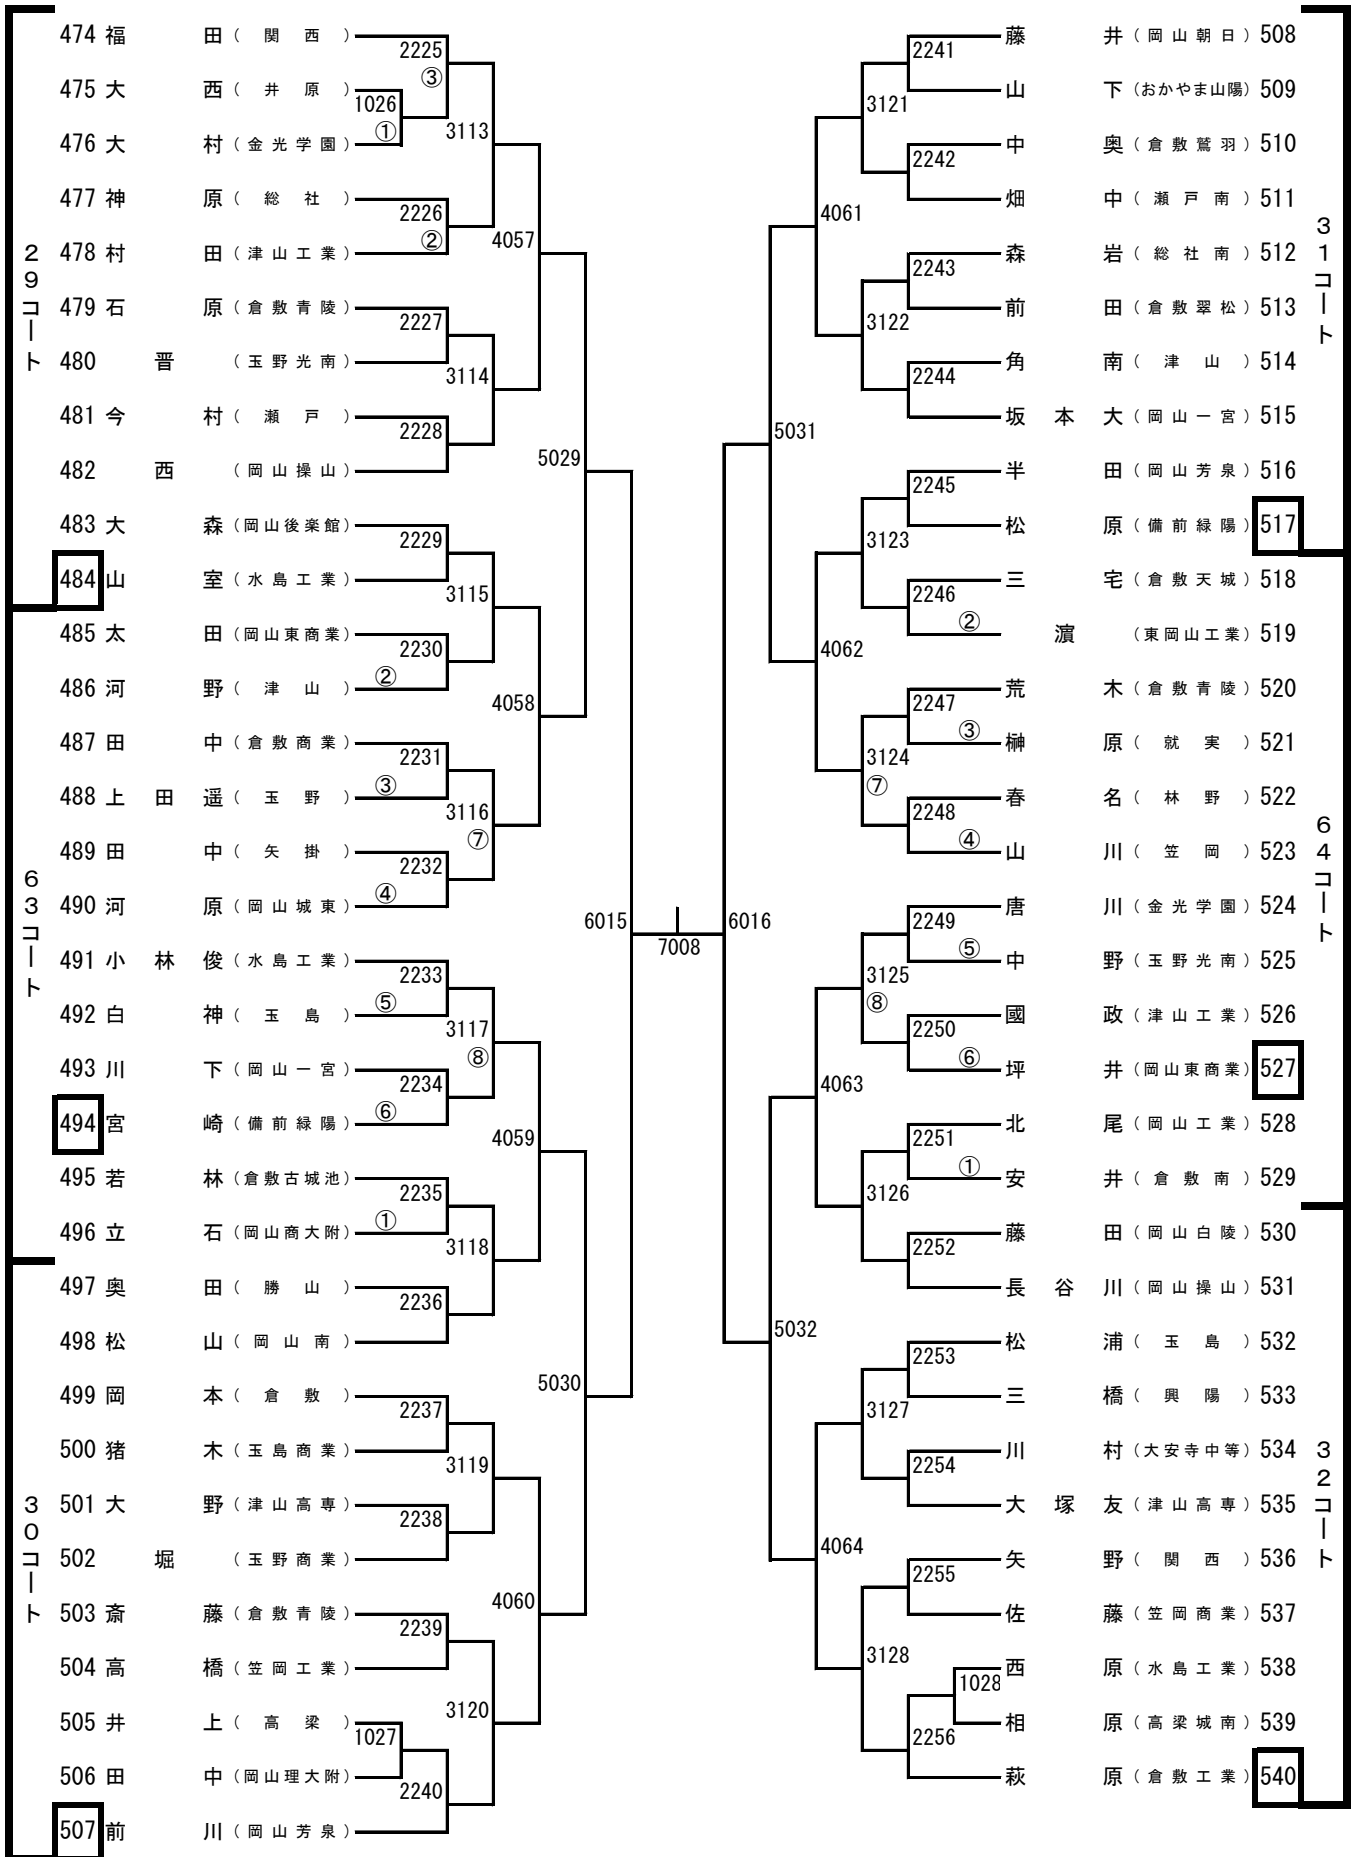 474 福田（関西）
475 大西（井原）
476 大村（金光学園）
477 神原（総社）
478 村田（津山工業）
479 石原（倉敷青陵）
480 晋（玉野光南）
481 今村（瀬戸）
482 西（岡山操山）
483 大森（岡山後楽館）
484 山室（水島工業）
485 太田（岡山東商業）
486 河野（津山）
487 田中（倉敷商業）
488 上田遥（玉野）
489 田中（矢掛）
490 河原（岡山城東）
491 小林俊（水島工業）
492 白神（玉島）
493 川下（岡山一宮）
494 宮崎（備前緑陽）
495 若林（倉敷古城池）
496 立石（岡山商大附）
497 奥田（勝山）
498 松山（岡山南）
499 岡本（倉敷）
500 猪木（玉島商業）
501 大野（津山高専）
502 堀（玉野商業）
503 斎藤（倉敷青陵）
504 高橋（笠岡工業）
505 井上（高梁）
506 田中（岡山理大附）
507 前川（岡山芳泉）
29コート
63コート
30コート
1026
①
1027
2225
③
2226
②
2227
2228
2229
2230
②
2231
③
2232
④
2233
⑤
2234
⑥
2235
①
2236
2237
2238
2239
2240
3113
3114
3115
3116
⑦
3117
⑧
3118
3119
3120
4057
4058
4059
4060
5029
5030
6015
7008
6016
5031
5032
4061
4062
4063
4064
3121
3122
3123
3124
⑦
3125
⑧
3126
3127
3128
2241
2242
2243
2244
2245
2246
②
2247
③
2248
④
2249
⑤
2250
⑥
2251
①
2252
2253
2254
2255
2256
1028
藤井（岡山朝日）508
山下（おかやま山陽）509
中奥（倉敷鷲羽）510
畑中（瀬戸南）511
森岩（総社南）512
前田（倉敷翠松）513
角南（津山）514
坂本大（岡山一宮）515
半田（岡山芳泉）516
松原（備前緑陽）517
三宅（倉敷天城）518
濵（東岡山工業）519
荒木（倉敷青陵）520
榊原（就実）521
春名（林野）522
山川（笠岡）523
唐川（金光学園）524
中野（玉野光南）525
國政（津山工業）526
坪井（岡山東商業）527
北尾（岡山工業）528
安井（倉敷南）529
藤田（岡山白陵）530
長谷川（岡山操山）531
松浦（玉島）532
三橋（興陽）533
川村（大安寺中等）534
大塚友（津山高専）535
矢野（関西）536
佐藤（笠岡商業）537
西原（水島工業）538
相原（高梁城南）539
萩原（倉敷工業）540
31コート
64コート
32コート